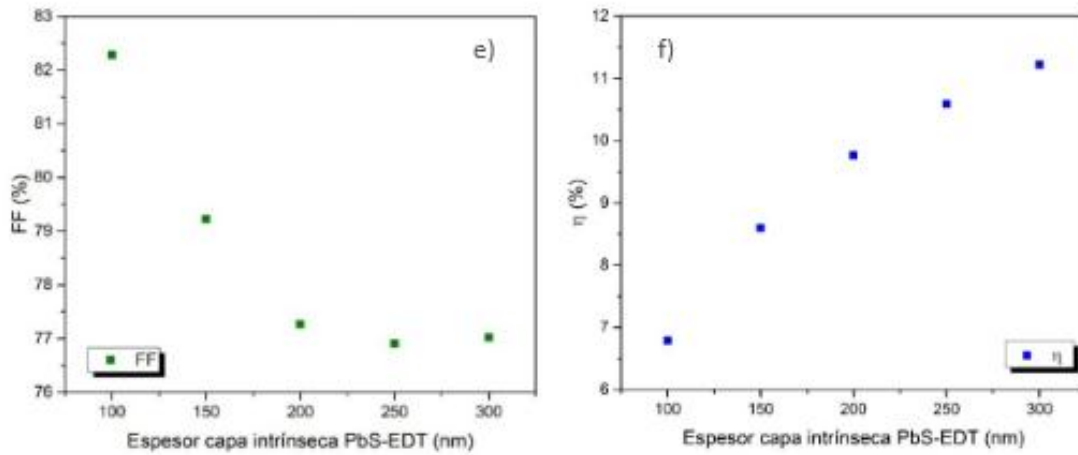 83
82
81
80
79
78
77
76
FF (%)
e)
FF
100 150 200 250 300
Espesor capa intrínseca PbS-EDT (nm)
12
11
10
9
8
7
6
η (%)
f)
η
100 150 200 250 300
Espesor capa intrínseca PbS-EDT (nm)